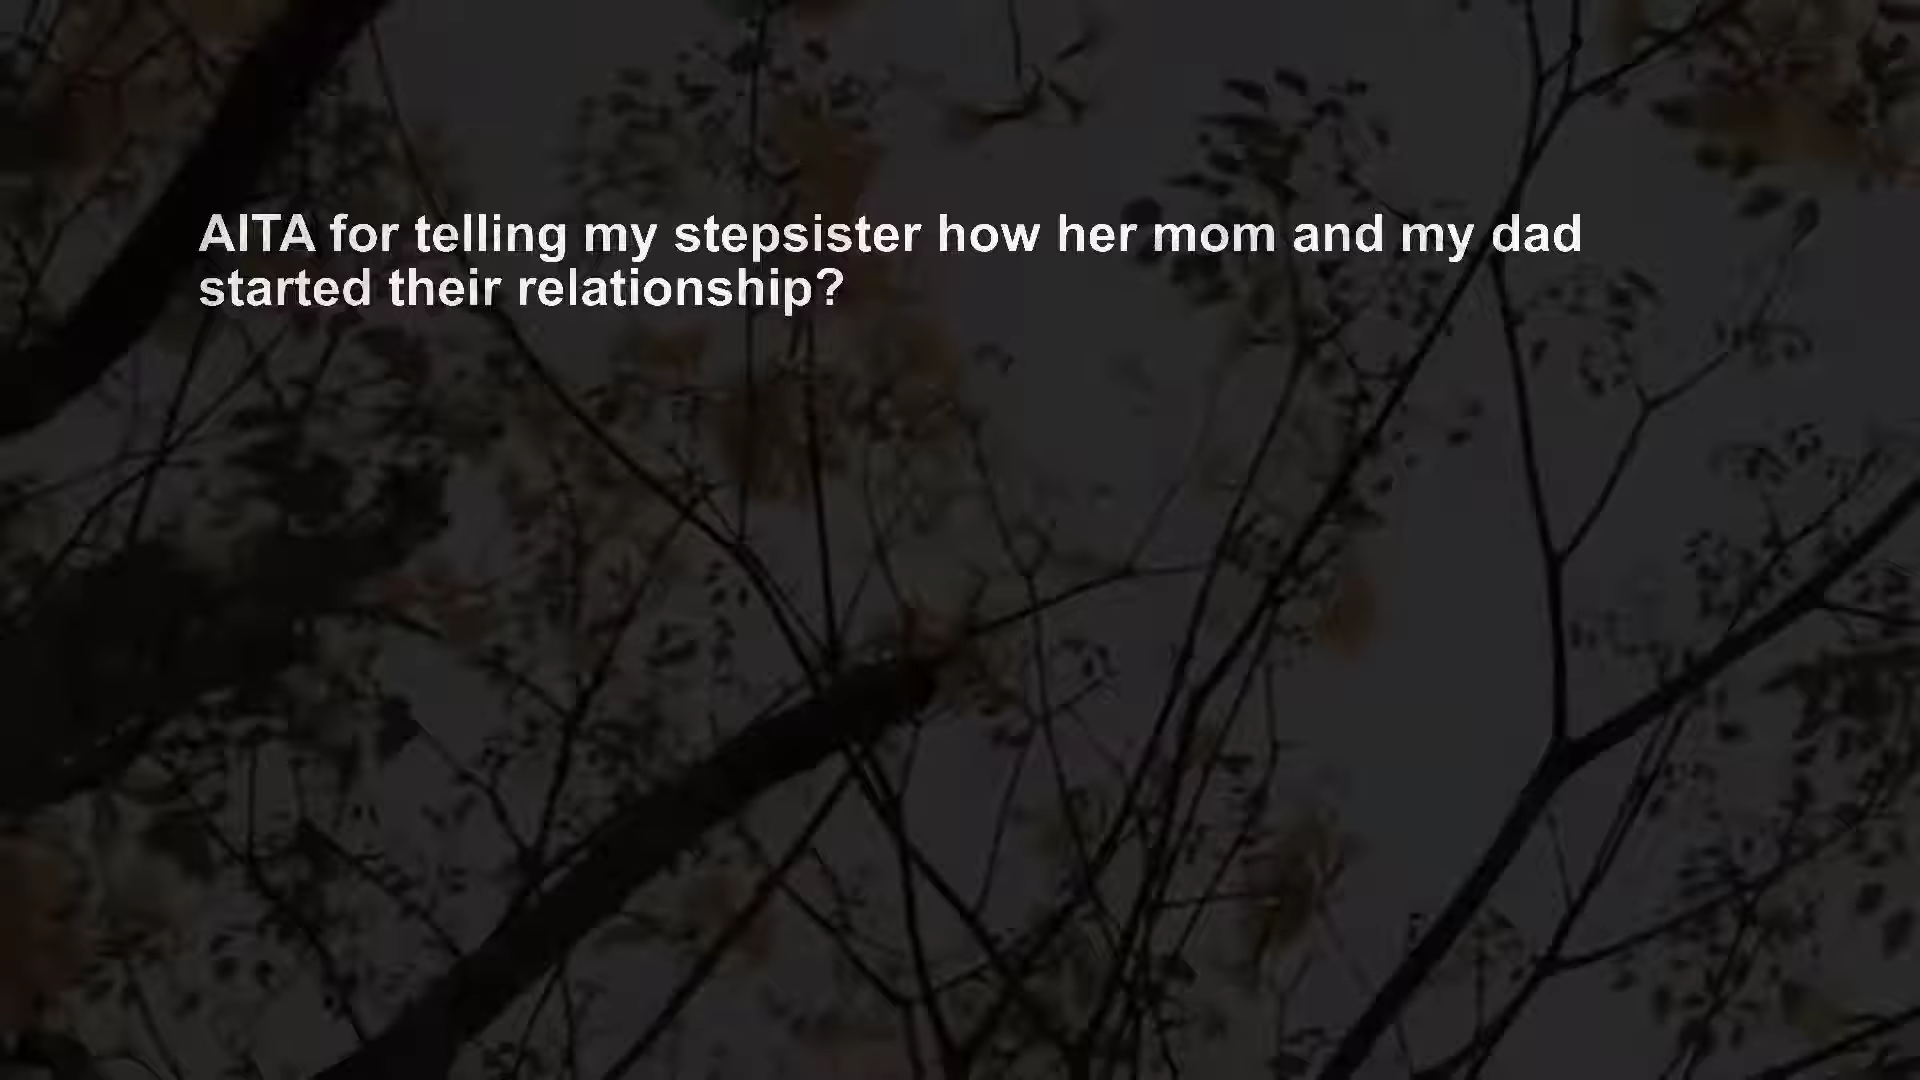 AITA for telling my stepsister how her mom and my dad
started their relationship?